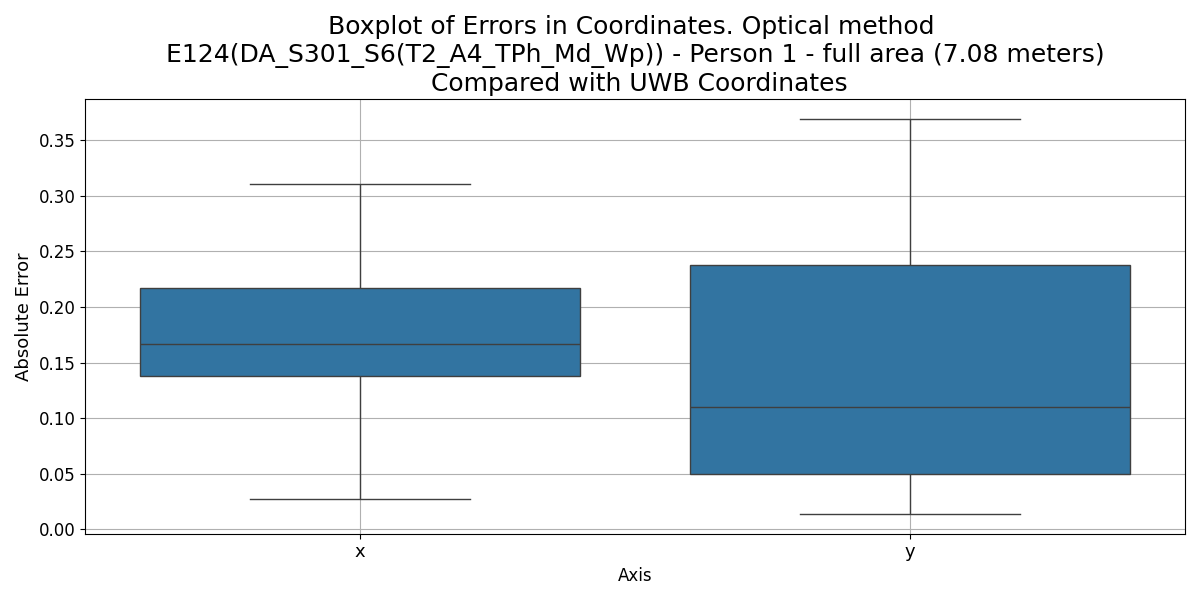 Boxplot of Errors in Coordinates. Optical method
E124(DA_S301_S6(T2_A4_TPh_Md_Wp)) - Person 1 - full area (7.08 meters)
Compared with UWB Coordinates
Absolute Error
0.35
0.30
0.25
0.20
0.15
0.10
0.05
0.00
x
y
Axis